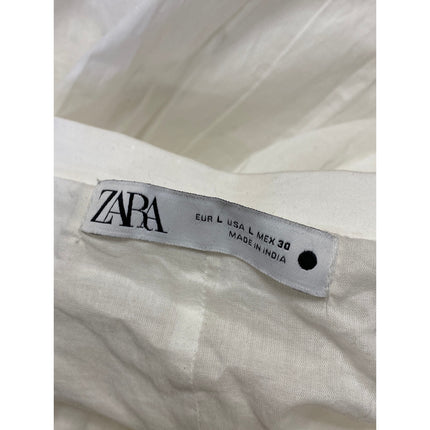 ZARA
EUR L USA L MEX 30
MADE IN INDIA